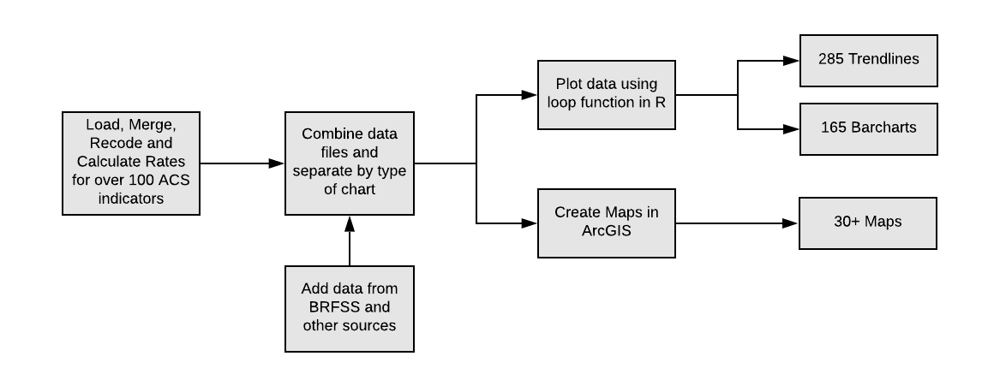 Load, Merge,
Recode and
Calculate Rates
for over 100 ACS
indicators
Combine data
files and
separate by type
of chart
Add data from
BRFSS and
other sources
Plot data using
loop function in R
285 Trendlines
165 Barcharts
Create Maps in
ArcGIS
30+ Maps